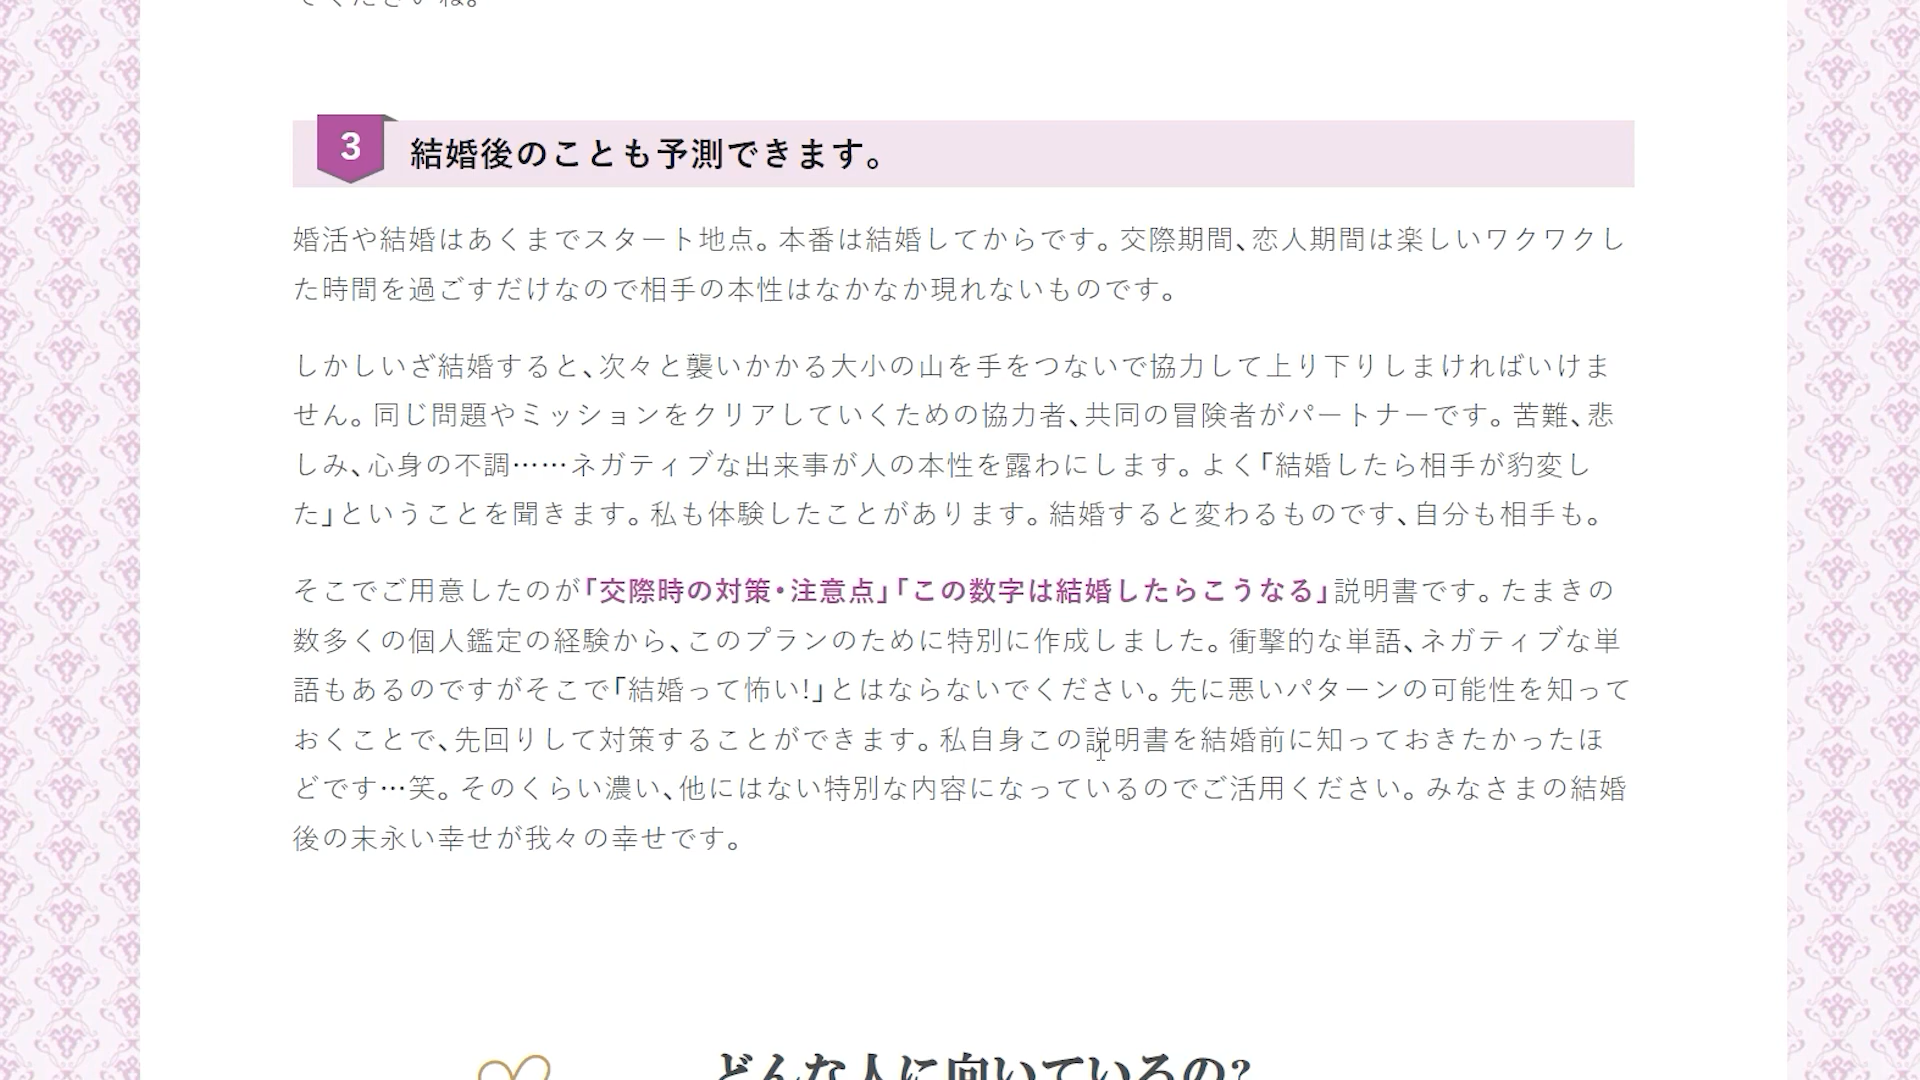 てくださいね。
3
結婚後のことも予測できます。
婚活や結婚はあくまでスタート地点。本番は結婚してからです。交際期間、恋人期間は楽しいワクワクし
た時間を過ごすだけなので相手の本性はなかなか現れないものです。
しかしいざ結婚すると、次々と襲いかかる大小の山を手をつないで協力して上り下りしまければいけま
せん。同じ問題やミッションをクリアしていくための協力者、共同の冒険者がパートナーです。苦難、悲
しみ、心身の不調……ネガティブな出来事が人の本性を露わにします。よく「結婚したら相手が豹変し
た」ということを聞きます。私も体験したことがあります。結婚すると変わるものです、自分も相手も。
そこでご用意したのが「交際時の対策・注意点」「この数字は結婚したらこうなる」説明書です。たまきの
数多くの個人鑑定の経験から、このプランのために特別に作成しました。衝撃的な単語、ネガティブな単
語もあるのですがそこで「結婚って怖い!」とはならないでください。先に悪いパターンの可能性を知って
おくことで、先回りして対策することができます。私自身この説明書を結婚前に知っておきたかったほ
どです…笑。そのくらい濃い、他にはない特別な内容になっているのでご活用ください。みなさまの結婚
後の末永い幸せが我々の幸せです。
どんな人に向いているの?